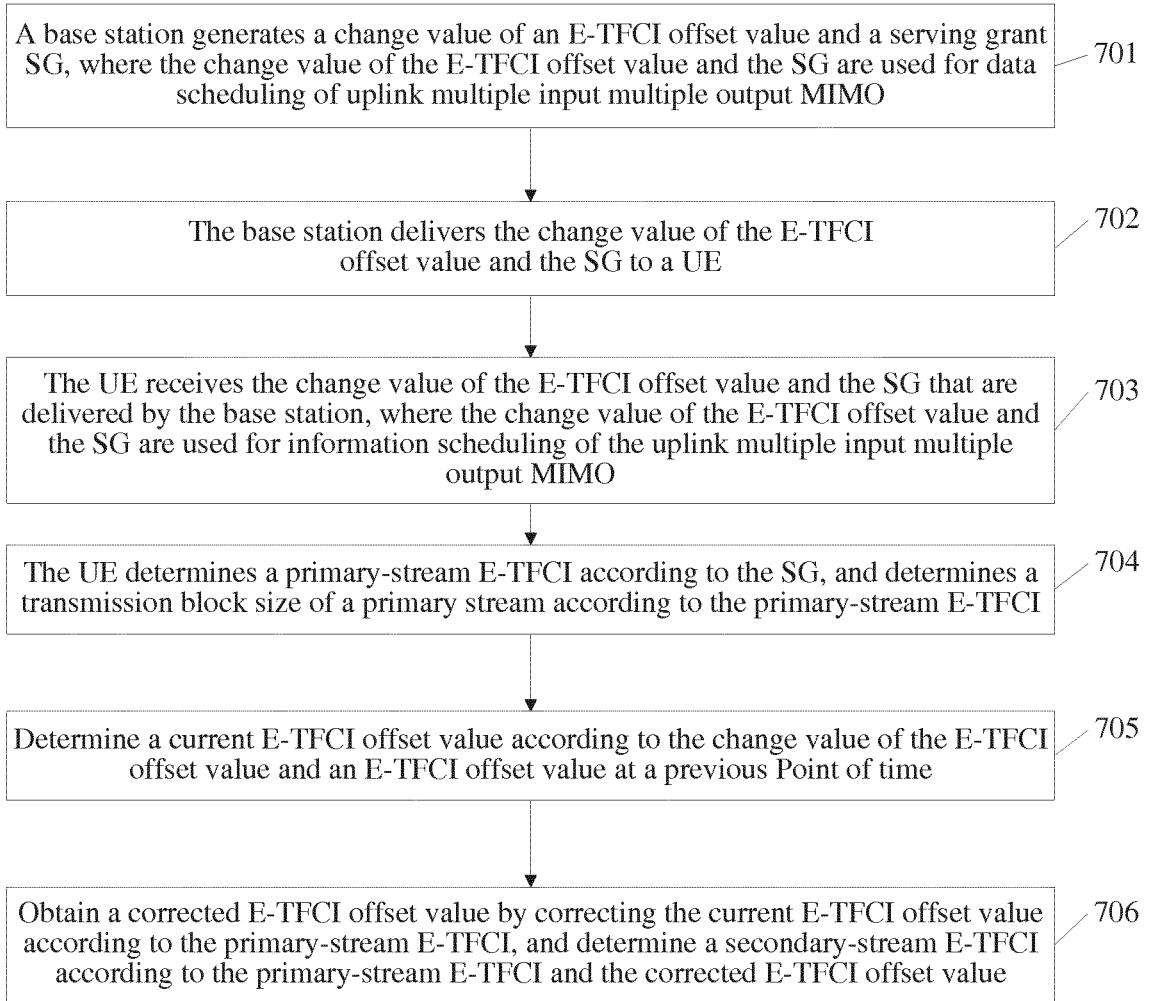 A base station generates a change value of an E-TFCI offset value and a serving grant
SG, where the change value of the E-TFCI offset value and the SG are used for data
scheduling of uplink multiple input multiple output MIMO
701
The base station delivers the change value of the E-TFCI
offset value and the SG to a UE
702
The UE receives the change value of the E-TFCI offset value and the SG that are
delivered by the base station, where the change value of the E-TFCI offset value and
the SG are used for information scheduling of the uplink multiple input multiple
output MIMO
703
The UE determines a primary-stream E-TFCI according to the SG, and determines a
transmission block size of a primary stream according to the primary-stream E-TFCI
704
Determine a current E-TFCI offset value according to the change value of the E-TFCI
offset value and an E-TFCI offset value at a previous Point of time
705
Obtain a corrected E-TFCI offset value by correcting the current E-TFCI offset value
according to the primary-stream E-TFCI, and determine a secondary-stream E-TFCI
according to the primary-stream E-TFCI and the corrected E-TFCI offset value
706